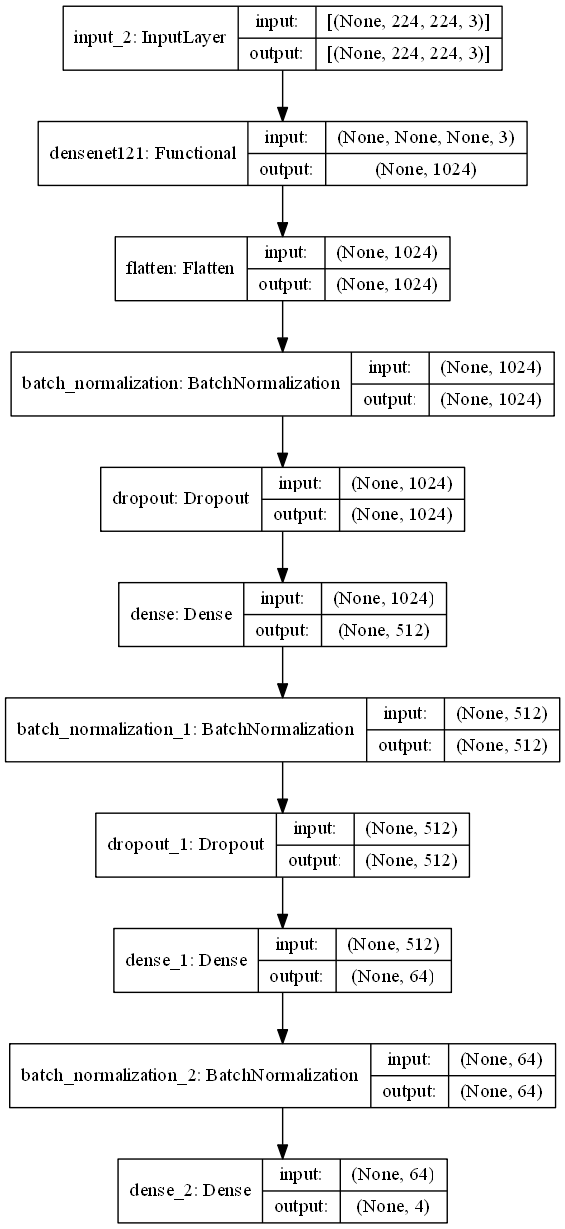 input_2: InputLayer
input: [(None, 224, 224, 3)]
output: [(None, 224, 224, 3)]
densenet121: Functional
input: (None, None, None, 3)
output: (None, 1024)
flatten: Flatten
input: (None, 1024)
output: (None, 1024)
batch_normalization: BatchNormalization
input: (None, 1024)
output: (None, 1024)
dropout: Dropout
input: (None, 1024)
output: (None, 1024)
dense: Dense
input: (None, 1024)
output: (None, 512)
batch_normalization_1: BatchNormalization
input: (None, 512)
output: (None, 512)
dropout_1: Dropout
input: (None, 512)
output: (None, 512)
dense_1: Dense
input: (None, 512)
output: (None, 64)
batch_normalization_2: BatchNormalization
input: (None, 64)
output: (None, 64)
dense_2: Dense
input: (None, 64)
output: (None, 4)